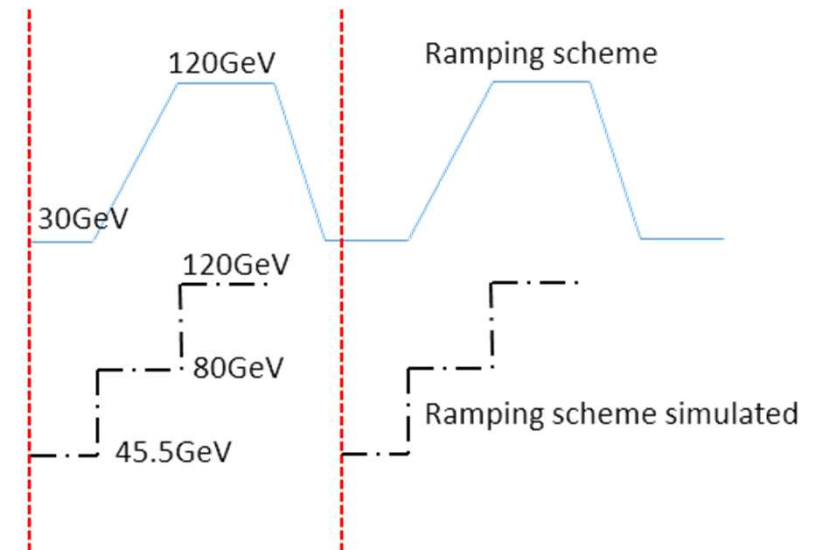 Ramping scheme
120GeV
30GeV
120GeV
80GeV
Ramping scheme simulated
45.5GeV